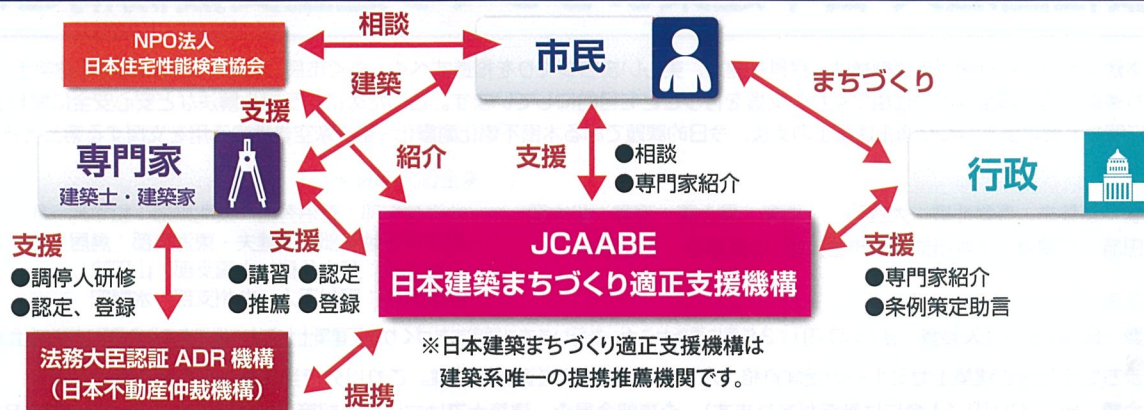 NPO法人
日本住宅性能検査協会
相談
市民
建築
まちづくり
支援
専門家
建築士・建築家
紹介
支援
●相談
●専門家紹介
行政
支援
●調停人研修
●認定、登録
支援
●講習 ●認定
●推薦 ●登録
JCAABE
日本建築まちづくり適正支援機構
支援
●専門家紹介
●条例策定助言
法務大臣認証 ADR 機構
（日本不動産仲裁機構）
提携
※日本建築まちづくり適正支援機構は
建築系唯一の提携推薦機関です。